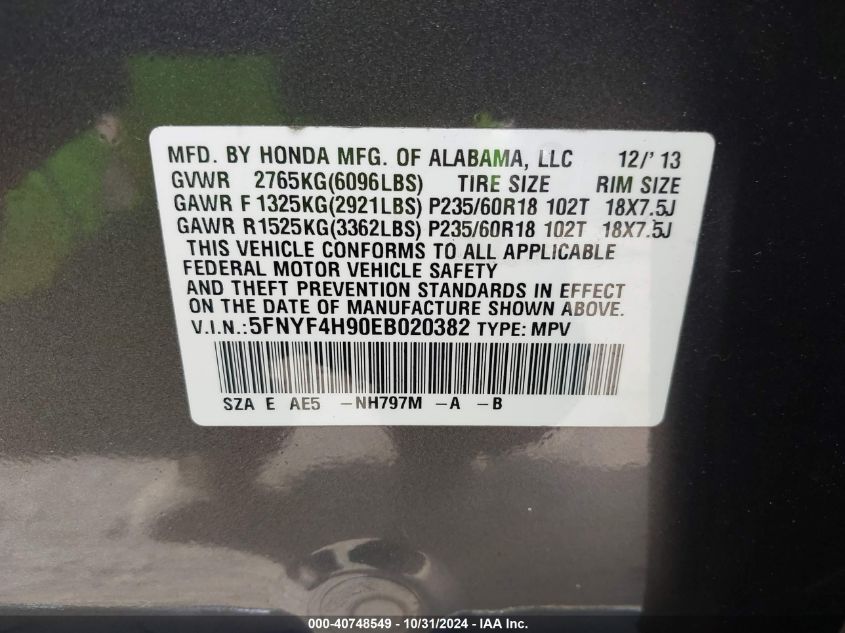 MFD. BY HONDA MFG. OF ALABAMA, LLC 12/'13
GVWR 2765KG(6096LBS) TIRE SIZE RIM SIZE
GAWR F 1325KG(2921LBS) P235/60R18 102T 18X7.5J
GAWR R1525KG(3362LBS) P235/60R18 102T 18X7.5J
THIS VEHICLE CONFORMS TO ALL APPLICABLE
FEDERAL MOTOR VEHICLE SAFETY
AND THEFT PREVENTION STANDARDS IN EFFECT
ON THE DATE OF MANUFACTURE SHOWN ABOVE.
V.I.N.:5FNYF4H90EB020382 TYPE: MPV
SZA E AE5 -NH797M -A -B
000-40748549 - 10/31/2024 - IAA Inc.